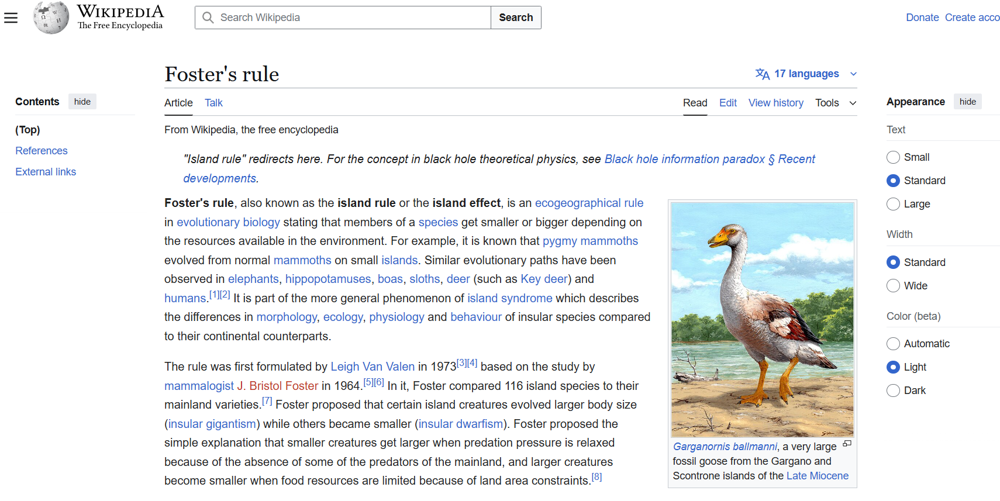 WIKIPEDIA
The Free Encyclopedia
Search Wikipedia
Search
Donate Create acco
Foster's rule
17 languages
Contents hide
(Top)
References
External links
Article Talk
Read Edit View history Tools
From Wikipedia, the free encyclopedia
"Island rule" redirects here. For the concept in black hole theoretical physics, see Black hole information paradox § Recent
developments.
Foster's rule, also known as the island rule or the island effect, is an ecogeographical rule
in evolutionary biology stating that members of a species get smaller or bigger depending on
the resources available in the environment. For example, it is known that pygmy mammoths
evolved from normal mammoths on small islands. Similar evolutionary paths have been
observed in elephants, hippopotamuses, boas, sloths, deer (such as Key deer) and
humans.[1][2] It is part of the more general phenomenon of island syndrome which describes
the differences in morphology, ecology, physiology and behaviour of insular species compared
to their continental counterparts.
The rule was first formulated by Leigh Van Valen in 1973[3][4] based on the study by
mammalogist J. Bristol Foster in 1964.[5][6] In it, Foster compared 116 island species to their
mainland varieties.[7] Foster proposed that certain island creatures evolved larger body size
(insular gigantism) while others became smaller (insular dwarfism). Foster proposed the
simple explanation that smaller creatures get larger when predation pressure is relaxed
because of the absence of some of the predators of the mainland, and larger creatures
become smaller when food resources are limited because of land area constraints.[8]
Garganornis ballmanni, a very large
fossil goose from the Gargano and
Scontrone islands of the Late Miocene
Appearance hide
Text
Small
Standard
Large
Width
Standard
Wide
Color (beta)
Automatic
Light
Dark